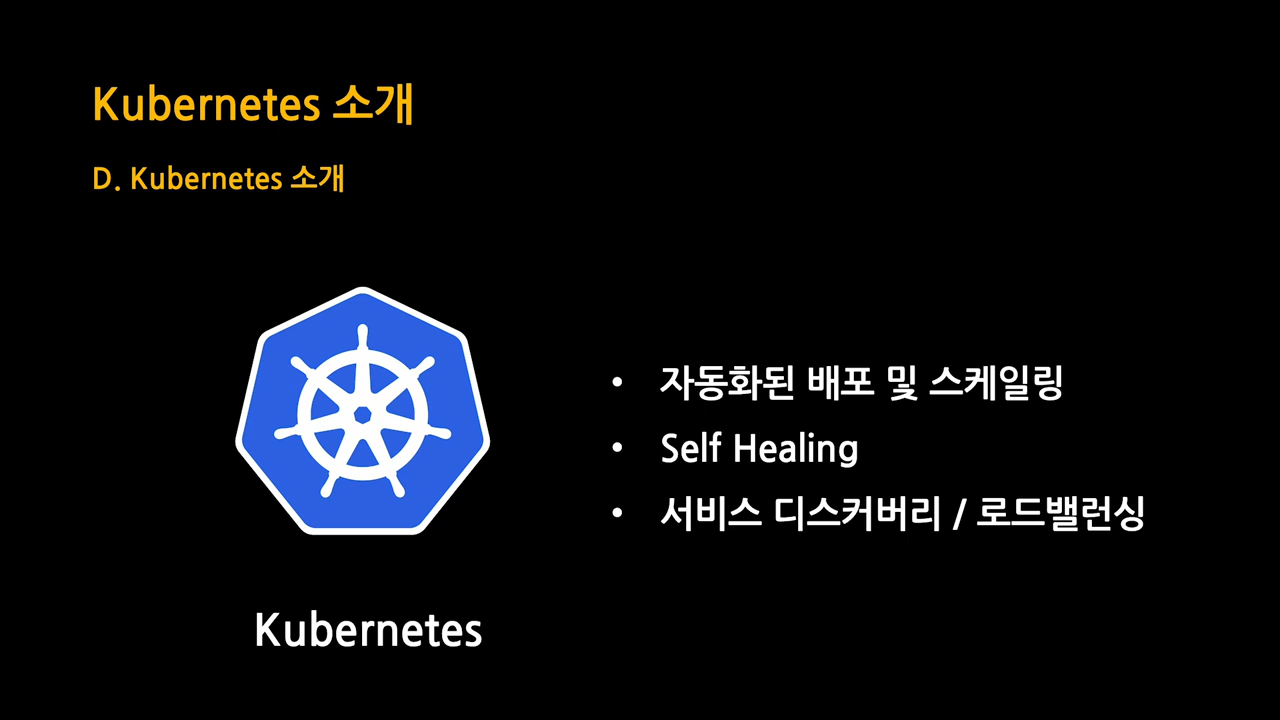 Kubernetes 소개
D. Kubernetes 소개
• 자동화된 배포 및 스케일링
• Self Healing
• 서비스 디스커버리 / 로드밸런싱
Kubernetes